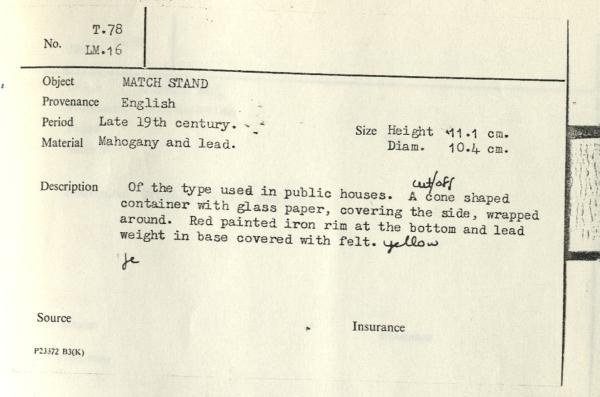 T.78
No. LM.16
Object MATCH STAND
Provenance English
Period Late 19th century.
Size Height 11.1 cm.
Material Mahogany and lead.
Diam. 10.4 cm.
cut/off
Description Of the type used in public houses. A cone shaped
container with glass paper, covering the side, wrapped
around. Red painted iron rim at the bottom and lead
weight in base covered with felt. yellow
Source
Insurance
P23372 B3(K)